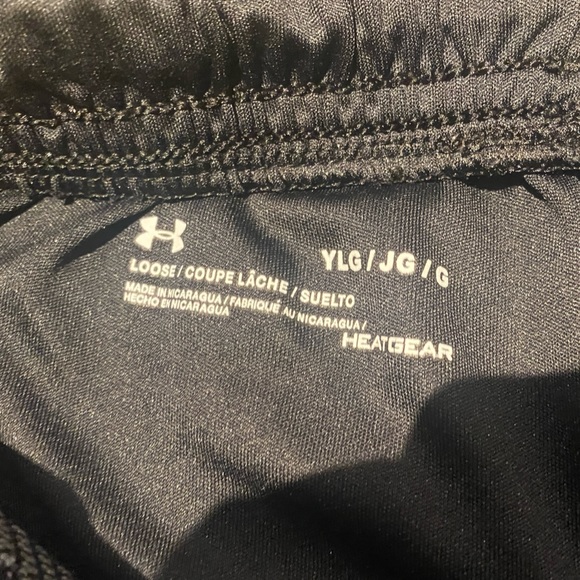 YLG / JG / G
LOOSE / COUPE LÂCHE / SUELTO
MADE IN NICARAGUA / FABRIQUÉ AU NICARAGUA /
HECHO EN NICARAGUA
HEATGEAR